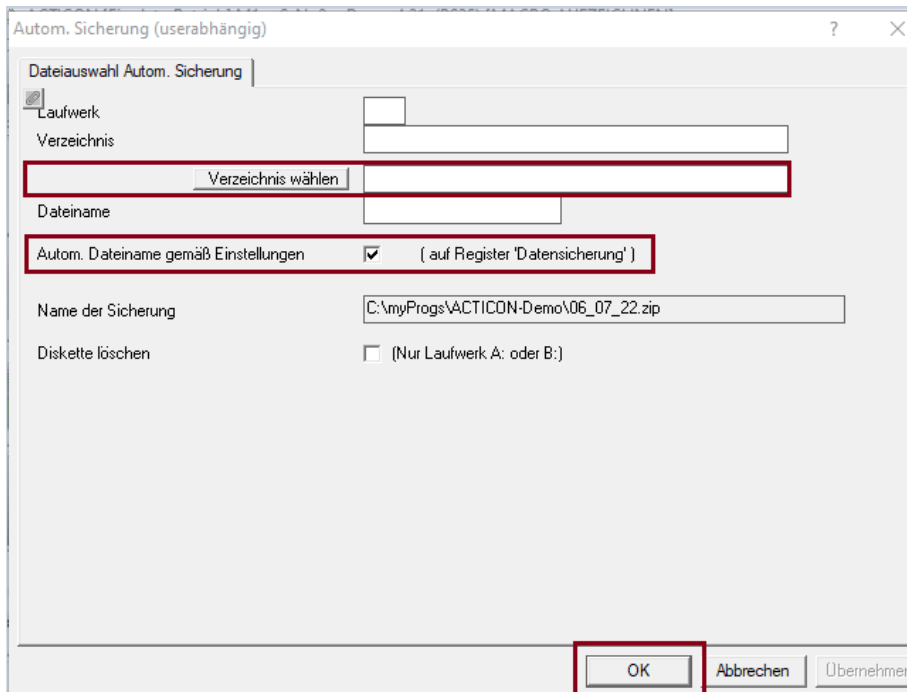 Autom. Sicherung (userabhängig) ?
Dateiauswahl Autom. Sicherung
Laufwerk
Verzeichnis
Verzeichnis wählen
Dateiname
Autom. Dateiname gemäß Einstellungen ( auf Register 'Datensicherung' )
Name der Sicherung C:\myProgs\ACTICON-Demo\06_07_22.zip
Diskette löschen (Nur Laufwerk A: oder B:)
OK Abbrechen Übernehmen